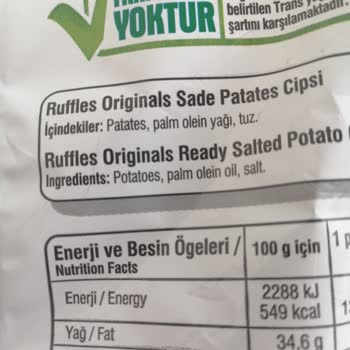 YOKTUR
belirtilen Trans
şartını karşılamaktadır.
Ruffles Originals Sade Patates Cipsi
İçindekiler: Patates, palm olein yağı, tuz.
Ruffles Originals Ready Salted Potato
Ingredients: Potatoes, palm olein oil, salt.
Enerji ve Besin Ögeleri / 100 g için 1
Nutrition Facts
Enerji / Energy 2288 kJ
549 kcal
Yağ / Fat 34,6 g